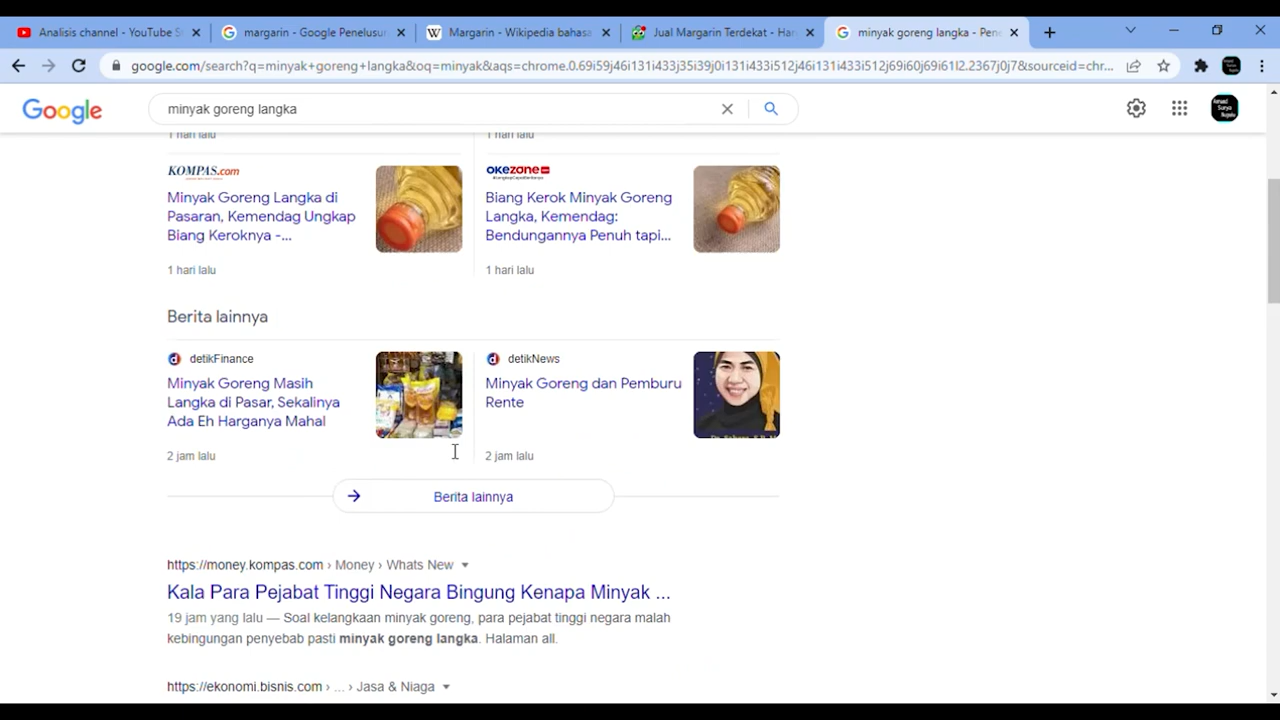 Analisis channel - YouTube S
margarin - Google Penelusur
Margarin - Wikipedia bahasa
Jual Margarin Terdekat - Har
minyak goreng langka - Pene
google.com/search?q=minyak+goreng+langka&oq=minyak&aqs=chrome.0.69i59j46i131i433j35i39j0i131i433i512j46i131i433i512j69i60j69i61l2.2367j0j7&sourceid=chr...
Google
minyak goreng langka
1 hari lalu
1 hari lalu
KOMPAS.com
Minyak Goreng Langka di
Pasaran, Kemendag Ungkap
Biang Keroknya -...
1 hari lalu
OKEZONE
Biang Kerok Minyak Goreng
Langka, Kemendag:
Bendungannya Penuh tapi...
1 hari lalu
Berita lainnya
detikFinance
Minyak Goreng Masih
Langka di Pasar, Sekalinya
Ada Eh Harganya Mahal
2 jam lalu
detikNews
Minyak Goreng dan Pemburu
Rente
2 jam lalu
Berita lainnya
https://money.kompas.com › Money › Whats New
Kala Para Pejabat Tinggi Negara Bingung Kenapa Minyak ...
19 jam yang lalu — Soal kelangkaan minyak goreng, para pejabat tinggi negara malah
kebingungan penyebab pasti minyak goreng langka. Halaman all.
https://ekonomi.bisnis.com › ... › Jasa & Niaga